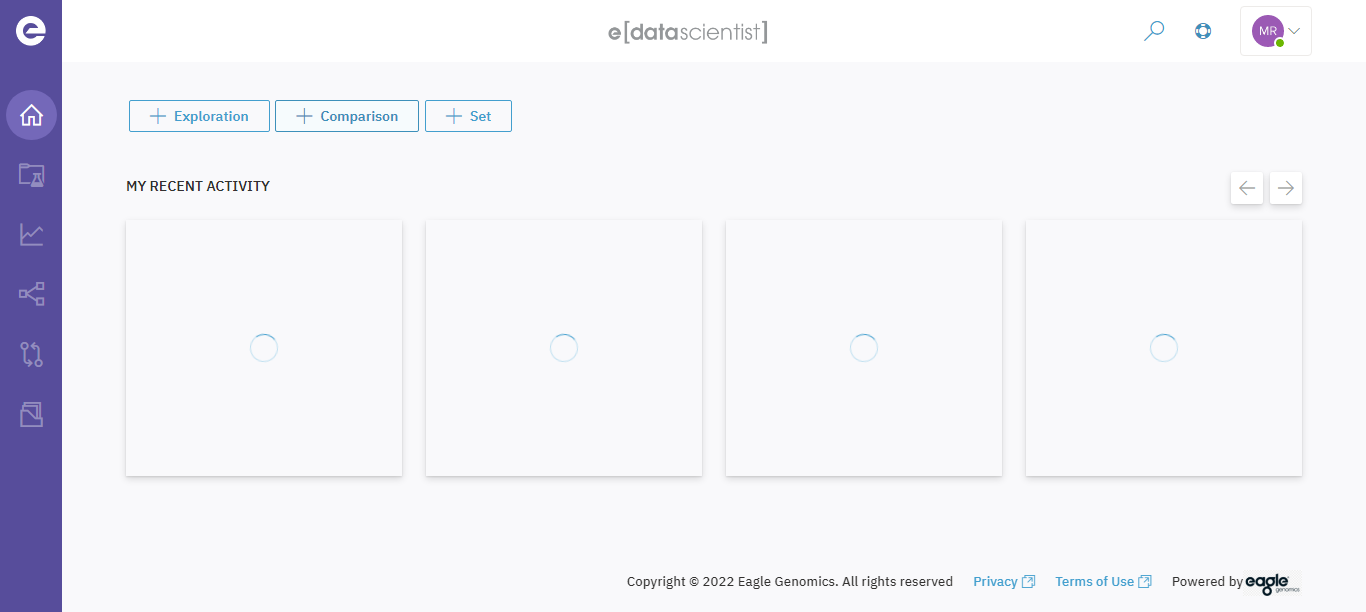 e
e[datascientist]
MR
Exploration
Comparison
Set
MY RECENT ACTIVITY
Copyright © 2022 Eagle Genomics. All rights reserved
Privacy
Terms of Use
Powered by eagle genomics